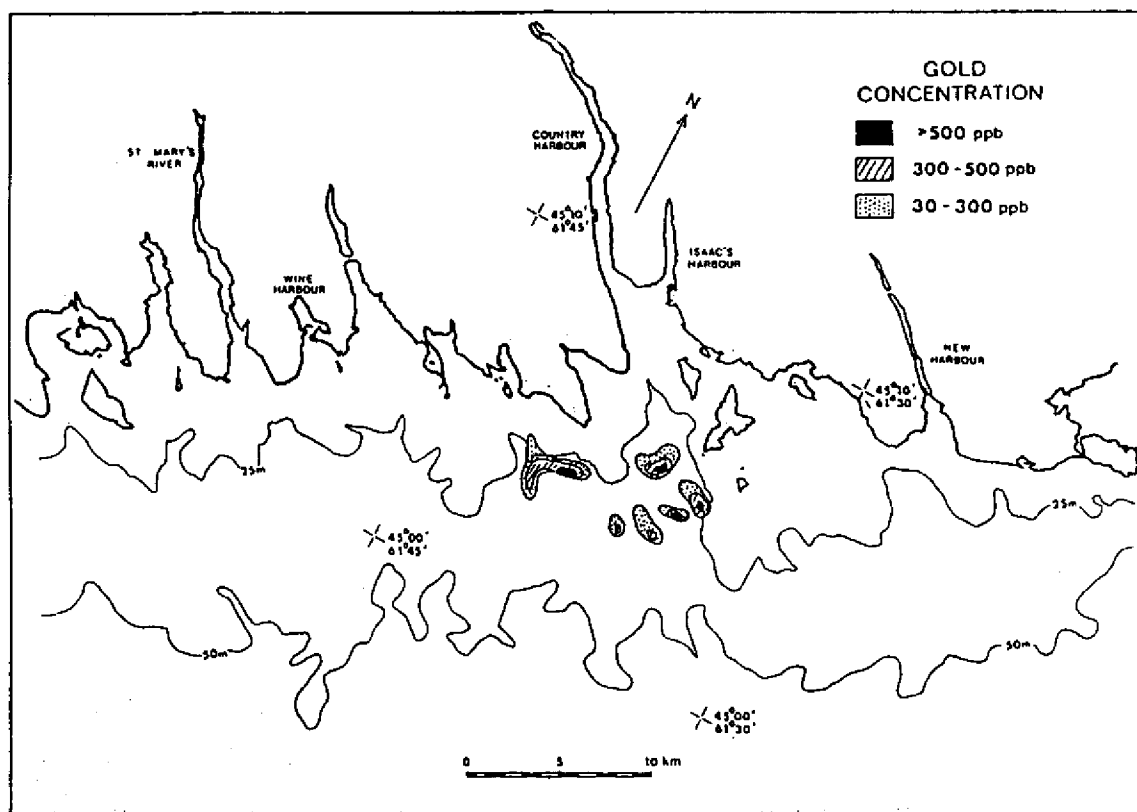 GOLD
CONCENTRATION
>500 ppb
300 - 500 ppb
30 - 300 ppb
N
COUNTRY
HARBOUR
ST MARY'S
RIVER
45°10'
61°45'
ISAAC'S
HARBOUR
WINE
HARBOUR
NEW
HARBOUR
45°10'
61°30'
25m
25m
45°00'
61°45'
50m
50m
45°00'
61°30'
0 5 10 km